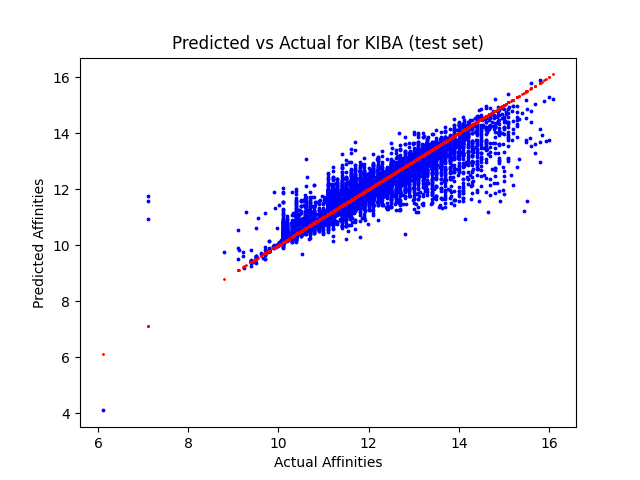 Predicted vs Actual for KIBA (test set)
16
14
12
10
8
6
4
Predicted Affinities
6 8 10 12 14 16
Actual Affinities